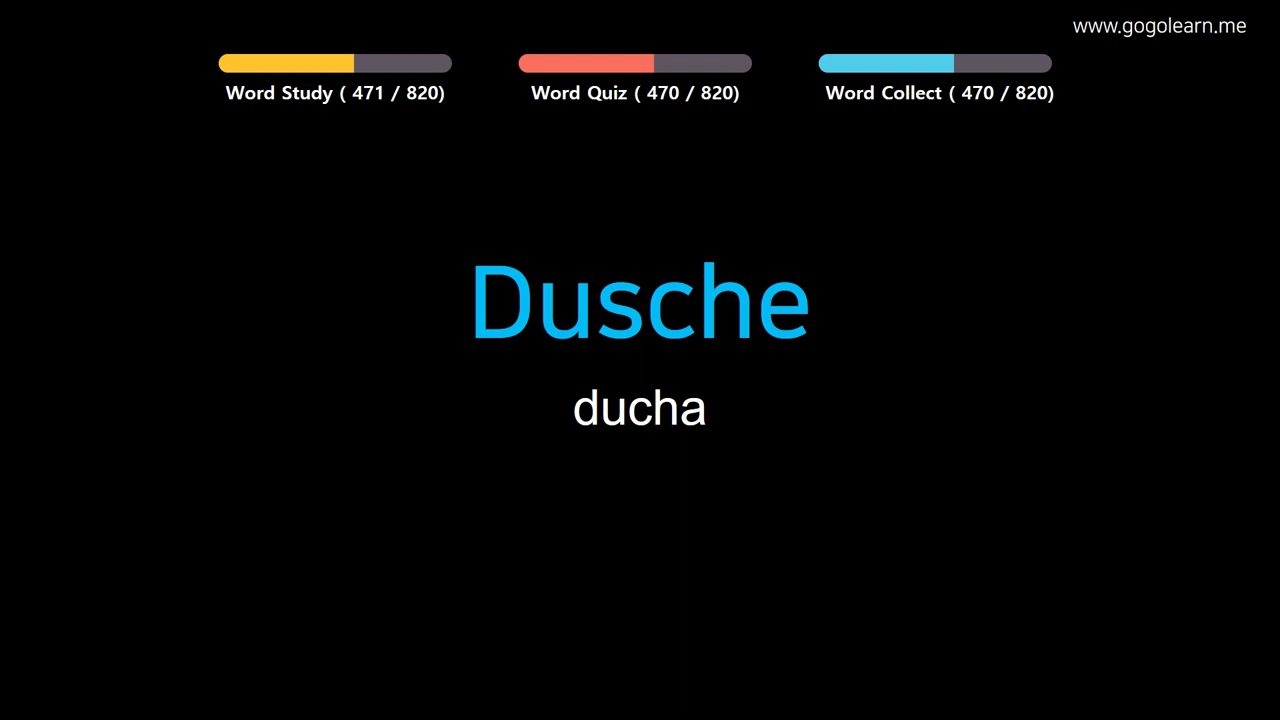 www.gogolearn.me
Word Study ( 471 / 820)
Word Quiz ( 470 / 820)
Word Collect ( 470 / 820)
Dusche
ducha